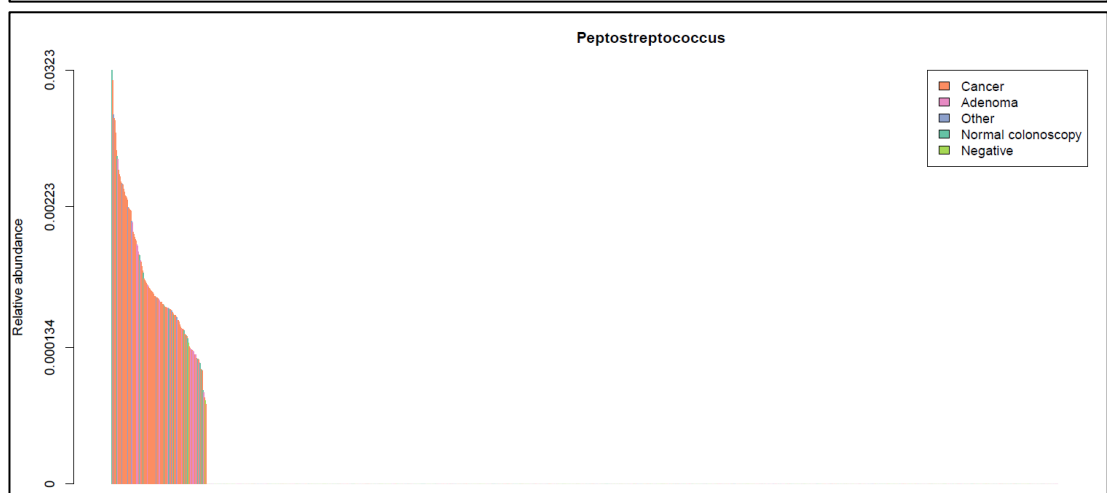 Peptostreptococcus
0.0323
0.00223
0.000134
0
Relative abundance
Cancer
Adenoma
Other
Normal colonoscopy
Negative